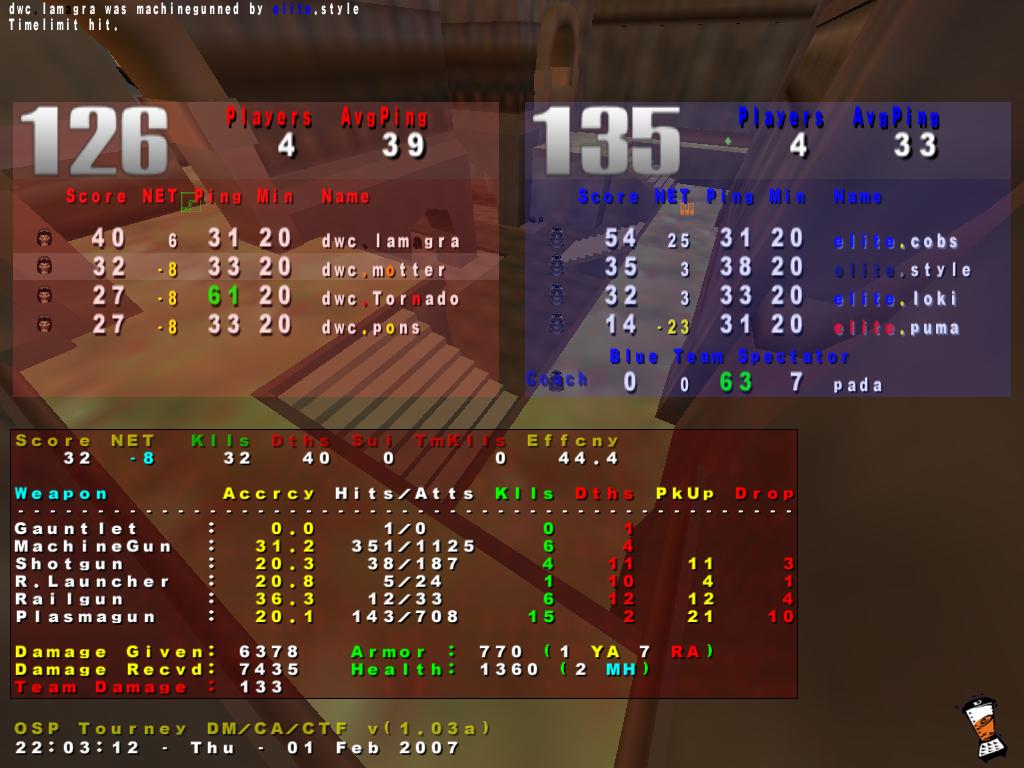 dwc.lam gra was machinegunned by elite.style
Timelimit hit.
126 Players AvgPing
4 39
Score NET Ping Min Name
40 6 31 20 dwc.lam gra
32 -8 33 20 dwc.motter
27 -8 61 20 dwc.Tornado
27 -8 33 20 dwc.pons
135 Players AvgPing
4 33
Score NET Ping Min Name
54 25 31 20 elite.cobs
35 3 38 20 elite.style
32 3 33 20 elite.loki
14 -23 31 20 elite.puma
Blue Team Spectator
Coach 0 0 63 7 pada
Score NET Klls Dths Sui TmKlls Effcny
32 -8 32 40 0 0 44.4
Weapon Accrcy Hits/Atts Klls Dths PkUp Drop
Gauntlet : 0.0 1/0 0 1
MachineGun : 31.2 351/1125 6 4
Shotgun : 20.3 38/187 4 11 11 3
R.Launcher : 20.8 5/24 1 10 4 1
Railgun : 36.3 12/33 6 12 12 4
Plasmagun : 20.1 143/708 15 2 21 10
Damage Given: 6378 Armor : 770 (1 YA 7 RA)
Damage Recvd: 7435 Health: 1360 (2 MH)
Team Damage : 133
OSP Tourney DM/CA/CTF v(1.03a)
22:03:12 - Thu - 01 Feb 2007